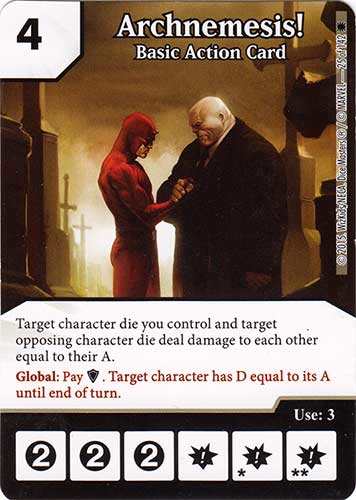 4
Archnemesis!
Basic Action Card
© 2015 WizKids/NECA. Dice Masters © / © MARVEL — 25 of 142
Target character die you control and target
opposing character die deal damage to each other
equal to their A.
Global: Pay . Target character has D equal to its A
until end of turn.
Use: 3
2 2 2 ! ! !
* **